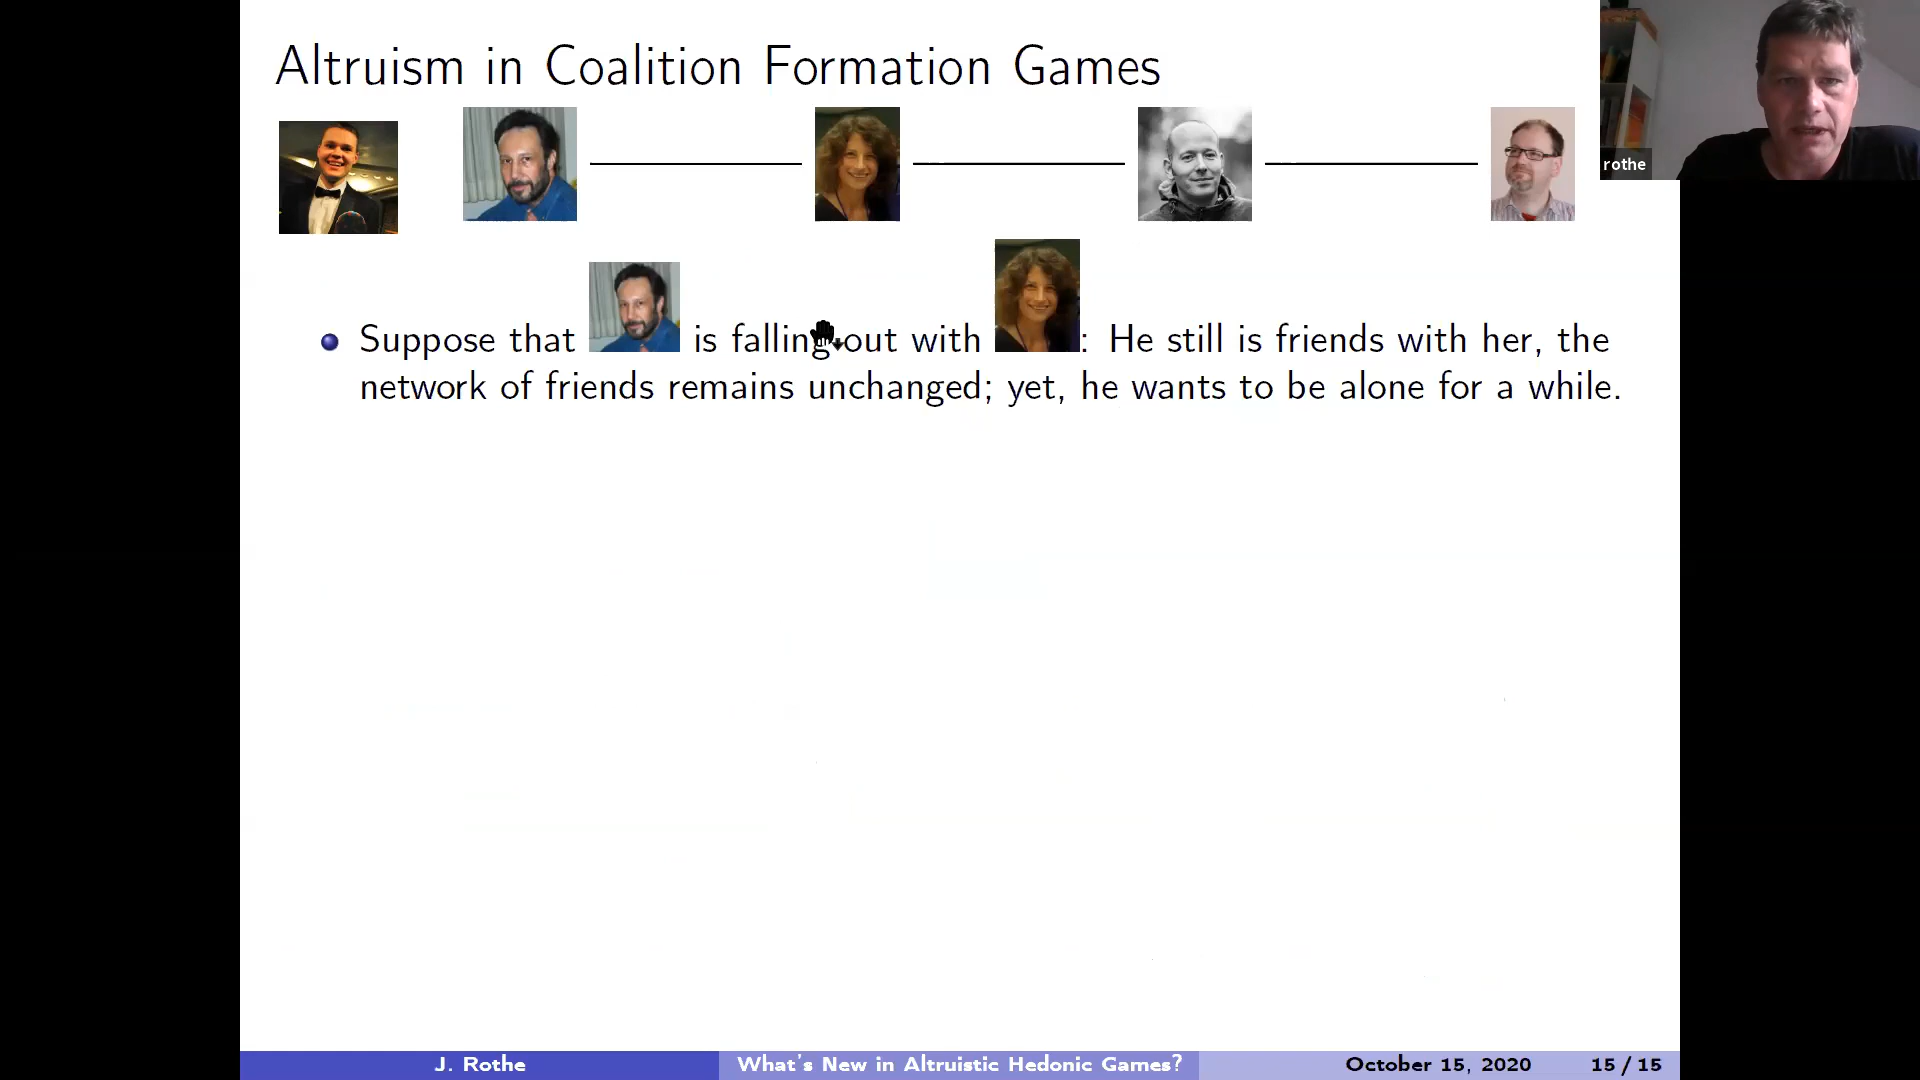 Altruism in Coalition Formation Games
rothe
Suppose that is falling out with : He still is friends with her, the
network of friends remains unchanged; yet, he wants to be alone for a while.
J. Rothe What's New in Altruistic Hedonic Games? October 15, 2020 15 / 15